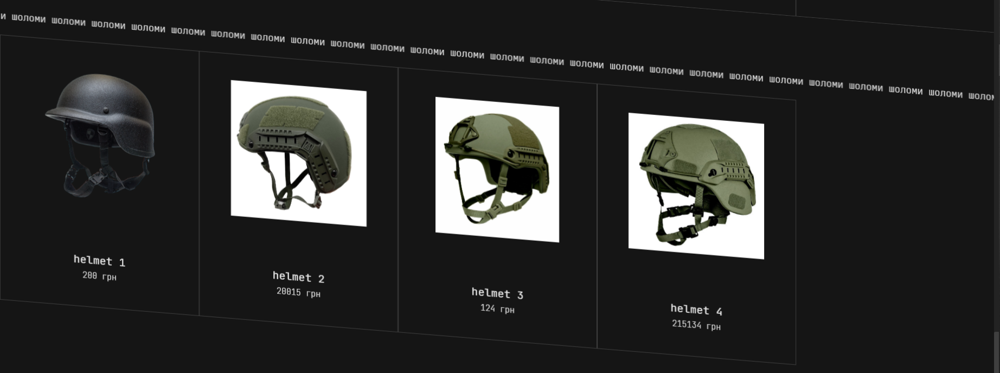 и шоломи шоломи шоломи шоломи шоломи шоломи шоломи шоломи шоломи шоломи шоломи шоломи шоломи шоломи шоломи шоломи шоломи шоломи шоломи шоломи шоломи шоломи шоломи шоломи шолом
helmet 1
200 грн
helmet 2
20015 грн
helmet 3
124 грн
helmet 4
215134 грн